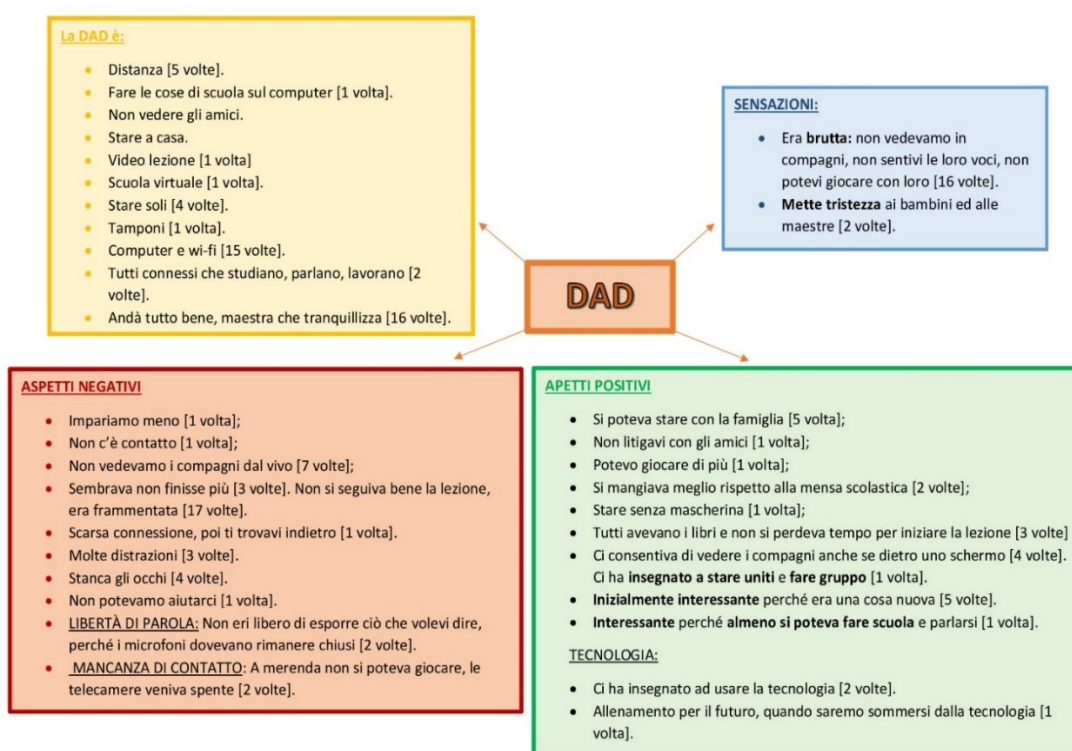 La DAD è:
Distanza [5 volte].
Fare le cose di scuola sul computer [1 volta].
Non vedere gli amici.
Stare a casa.
Video lezione [1 volta]
Scuola virtuale [1 volta].
Stare soli [4 volte].
Tamponi [1 volta].
Computer e wi-fi [15 volte].
Tutti connessi che studiano, parlano, lavorano [2
volte].
Andà tutto bene, maestra che tranquillizza [16 volte].
SENSAZIONI:
Era brutta: non vedevamo in
compagni, non sentivi le loro voci, non
potevi giocare con loro [16 volte].
Mette tristezza ai bambini ed alle
maestre [2 volte].
DAD
ASPETTI NEGATIVI
Impariamo meno [1 volta];
Non c'è contatto [1 volta];
Non vedevamo i compagni dal vivo [7 volte];
Sembrava non finisse più [3 volte]. Non si seguiva bene la lezione,
era frammentata [17 volte].
Scarsa connessione, poi ti trovavi indietro [1 volta].
Molte distrazioni [3 volte].
Stanca gli occhi [4 volte].
Non potevamo aiutarci [1 volta].
LIBERTÀ DI PAROLA: Non eri libero di esporre ciò che volevi dire,
perché i microfoni dovevano rimanere chiusi [2 volte].
MANCANZA DI CONTATTO: A merenda non si poteva giocare, le
telecamere veniva spente [2 volte].
APETTI POSITIVI
Si poteva stare con la famiglia [5 volta];
Non litigavi con gli amici [1 volta];
Potevo giocare di più [1 volta];
Si mangiava meglio rispetto alla mensa scolastica [2 volte];
Stare senza mascherina [1 volta];
Tutti avevano i libri e non si perdeva tempo per iniziare la lezione [3 volte]
Ci consentiva di vedere i compagni anche se dietro uno schermo [4 volte].
Ci ha insegnato a stare uniti e fare gruppo [1 volta].
Inizialmente interessante perché era una cosa nuova [5 volte].
Interessante perché almeno si poteva fare scuola e parlarsi [1 volta].
TECNOLOGIA:
Ci ha insegnato ad usare la tecnologia [2 volte].
Allenamento per il futuro, quando saremo sommersi dalla tecnologia [1
volta].